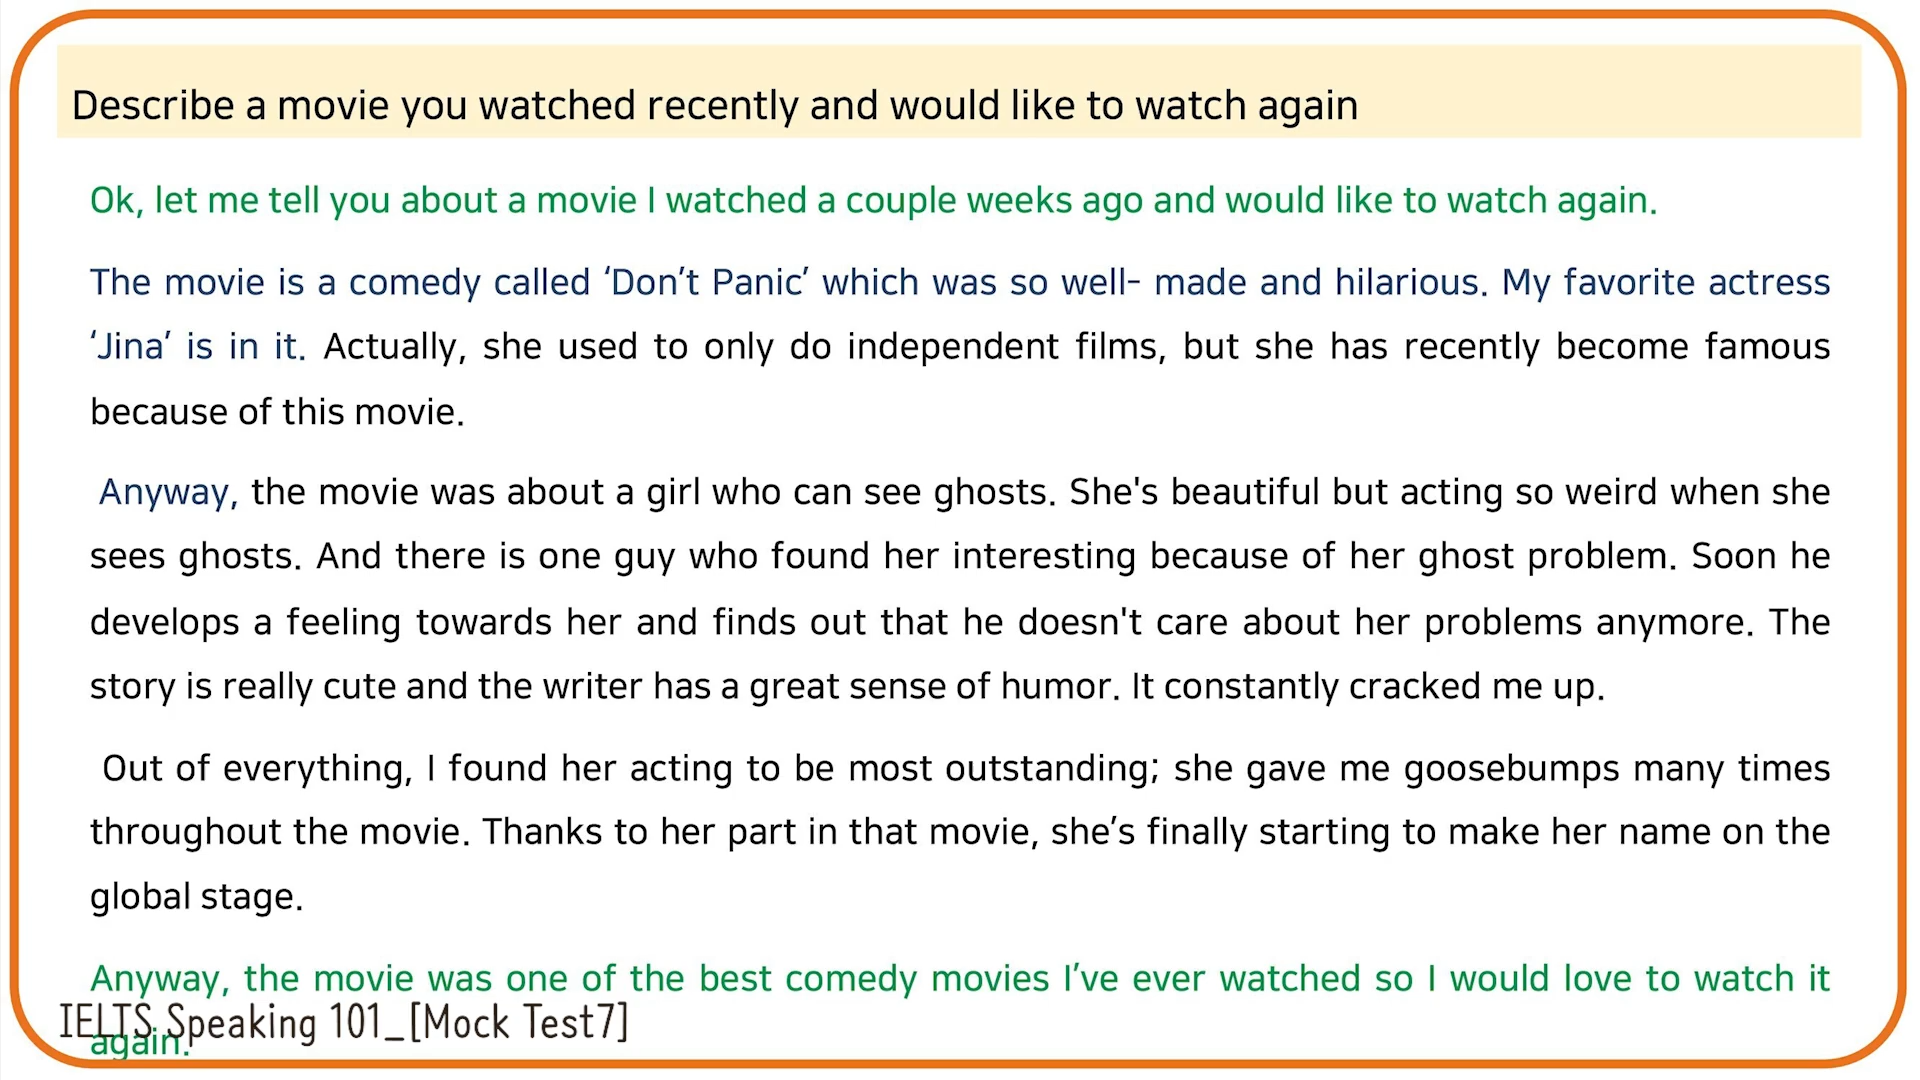 Describe a movie you watched recently and would like to watch again
Ok, let me tell you about a movie I watched a couple weeks ago and would like to watch again.
The movie is a comedy called ‘Don’t Panic’ which was so well- made and hilarious. My favorite actress
‘Jina’ is in it. Actually, she used to only do independent films, but she has recently become famous
because of this movie.
Anyway, the movie was about a girl who can see ghosts. She's beautiful but acting so weird when she
sees ghosts. And there is one guy who found her interesting because of her ghost problem. Soon he
develops a feeling towards her and finds out that he doesn't care about her problems anymore. The
story is really cute and the writer has a great sense of humor. It constantly cracked me up.
Out of everything, I found her acting to be most outstanding; she gave me goosebumps many times
throughout the movie. Thanks to her part in that movie, she’s finally starting to make her name on the
global stage.
Anyway, the movie was one of the best comedy movies I’ve ever watched so I would love to watch it
again.
IELTS Speaking 101_[Mock Test7]